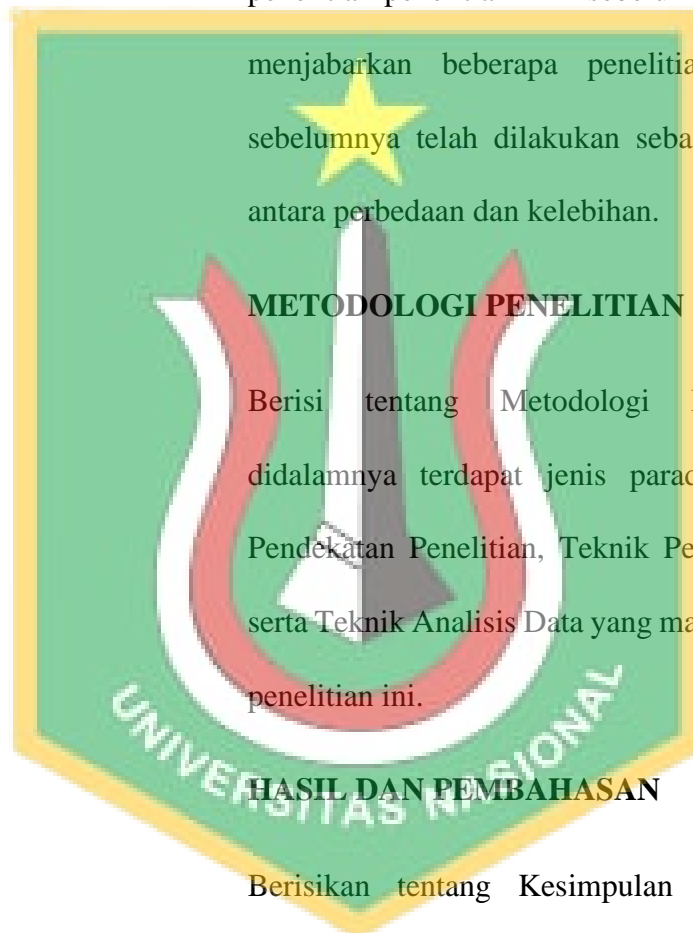 menjabarkan beberapa penelitia
sebelumnya telah dilakukan seba
antara perbedaan dan kelebihan.
METODOLOGI PENELITIAN
Berisi tentang Metodologi
didalamnya terdapat jenis parad
Pendekatan Penelitian, Teknik Pe
serta Teknik Analisis Data yang ma
penelitian ini.
UNIVERSITAS NASIONAL
HASIL DAN PEMBAHASAN
Berisikan tentang Kesimpulan